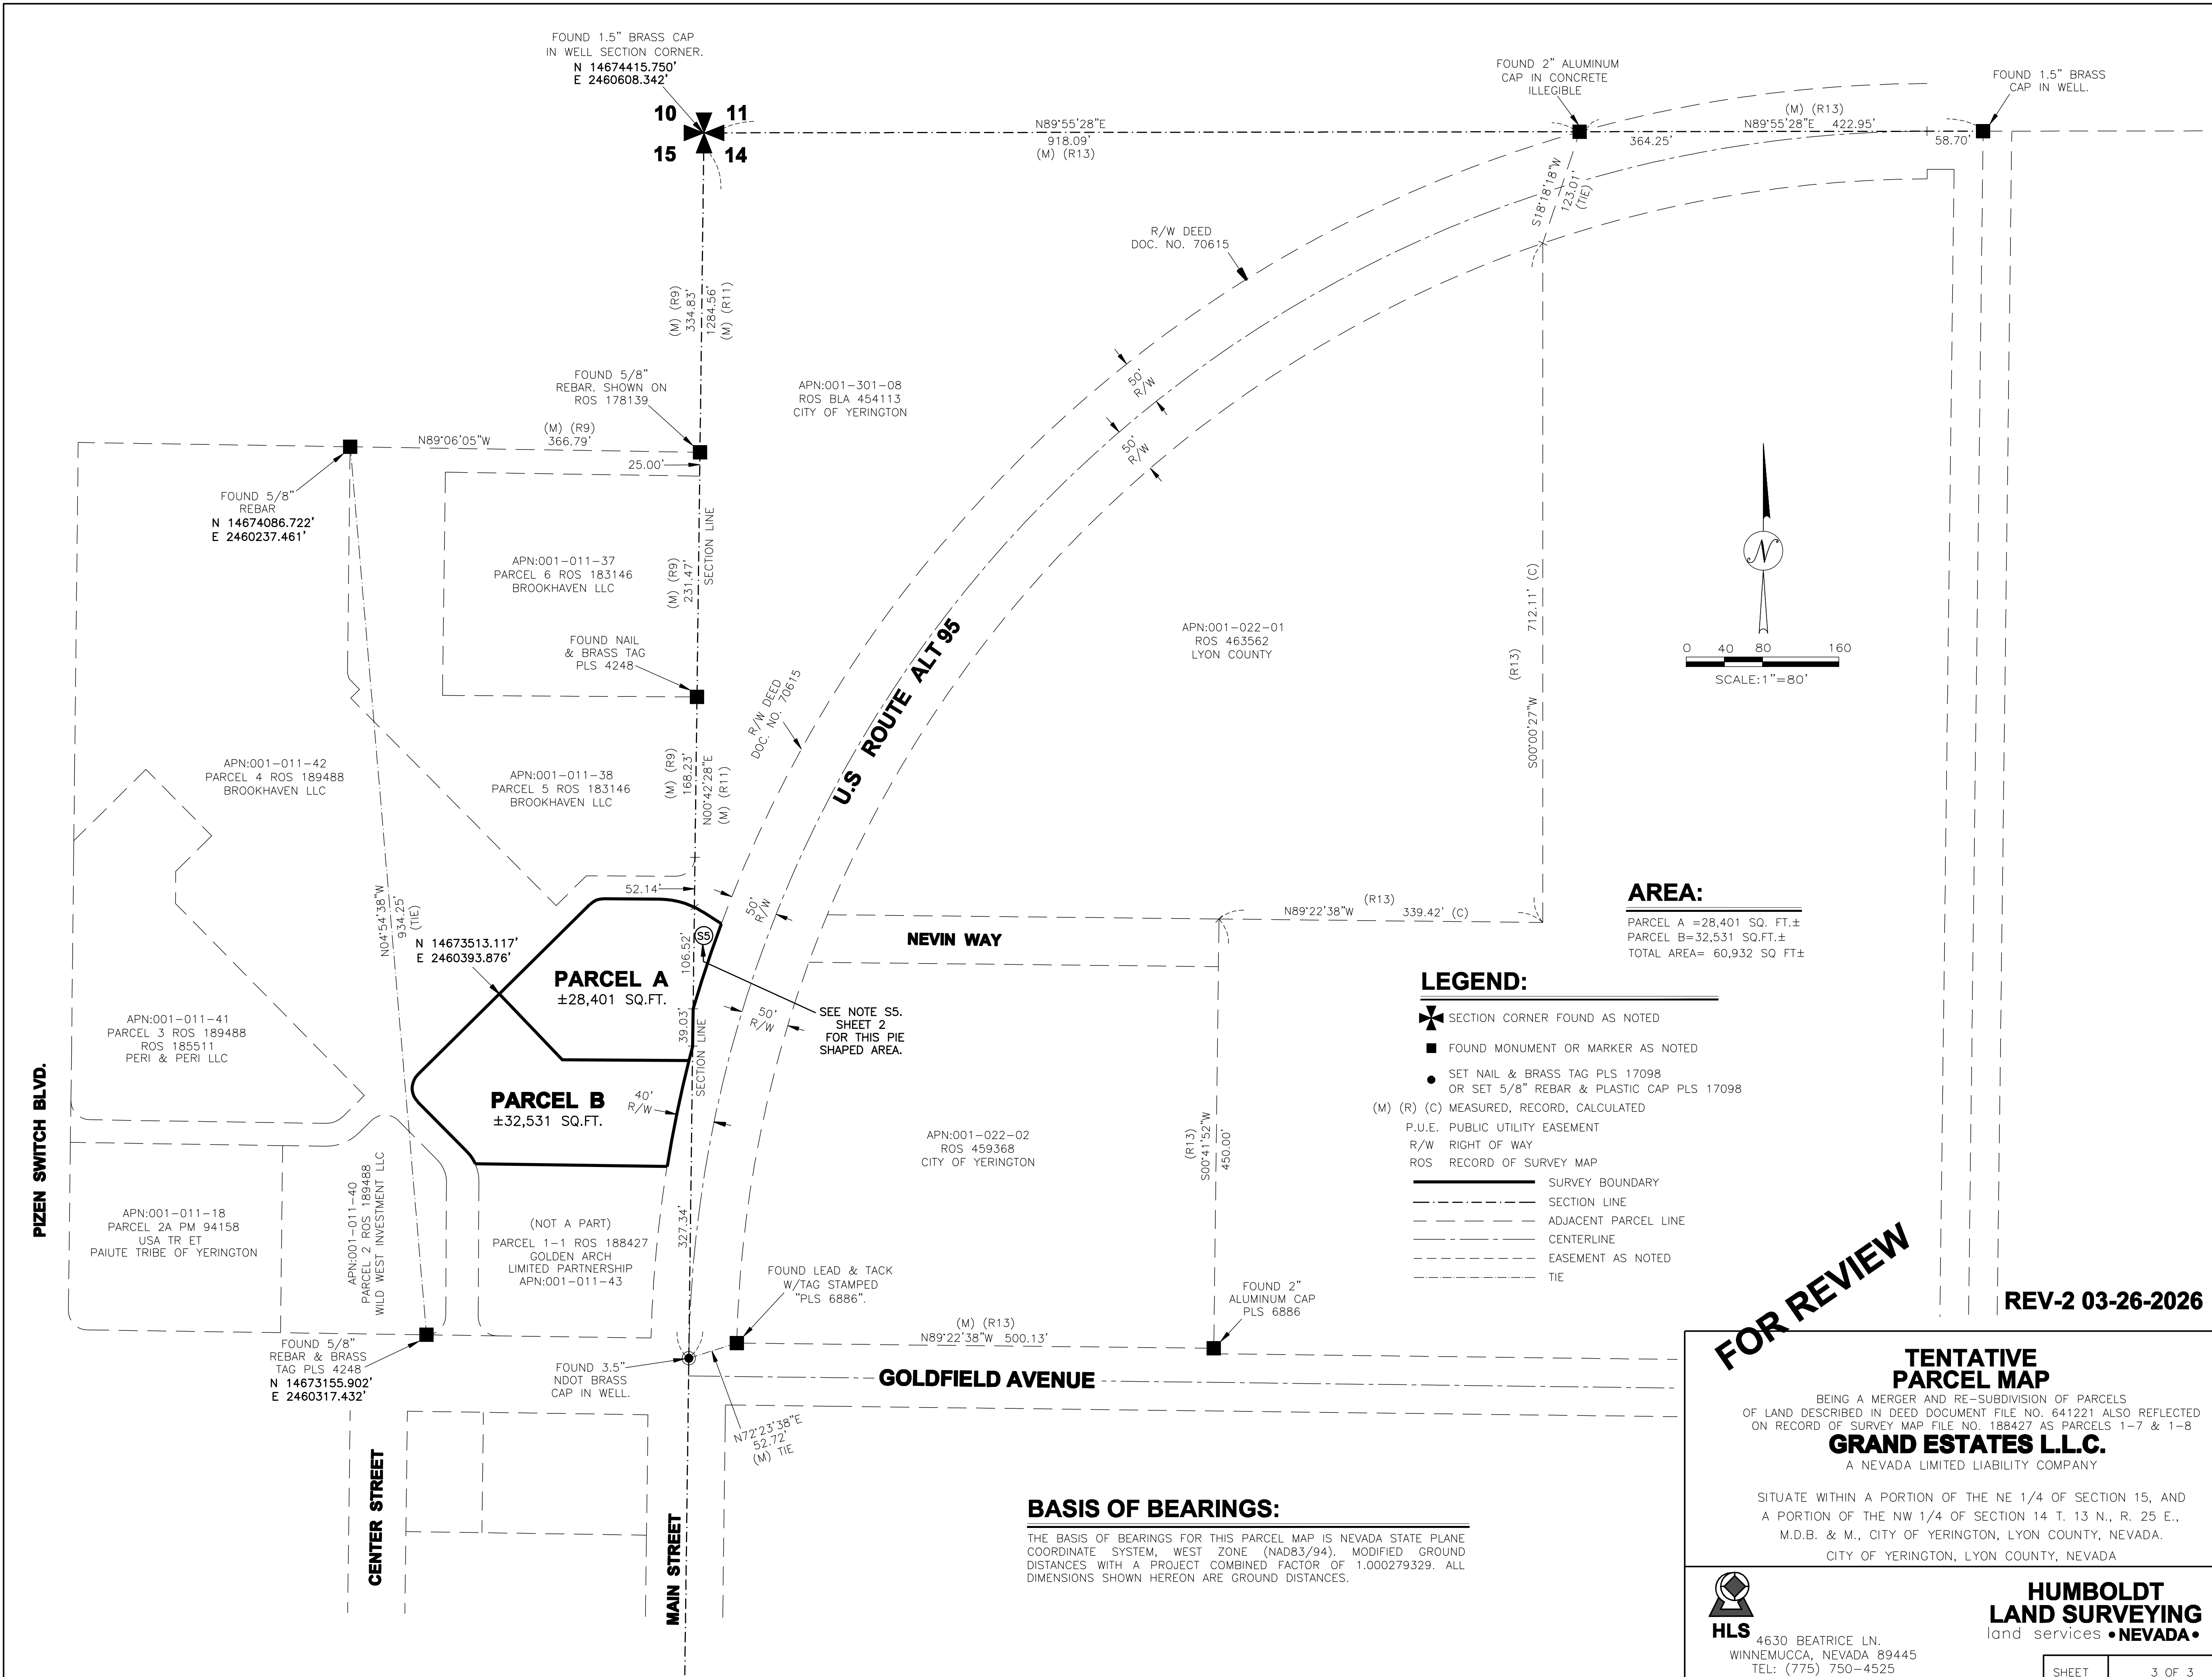 FOUND 1.5" BRASS CAP
IN WELL SECTION CORNER.
N 14674415.750'
E 2460608.342'
10 11
15 14
N89°55'28"E
918.09'
(M) (R13)
FOUND 2" ALUMINUM
CAP IN CONCRETE
ILLEGIBLE
(M) (R13)
N89°55'28"E 422.95'
364.25'
58.70'
FOUND 1.5" BRASS
CAP IN WELL.
S18°18'18"W
123.01'
(TIE)
R/W DEED
DOC. NO. 70615
(M) (R9)
334.83'
1284.56'
(M) (R11)
FOUND 5/8"
REBAR. SHOWN ON
ROS 178139
(M) (R9)
N89°06'05"W 366.79'
25.00'
APN:001-301-08
ROS BLA 454113
CITY OF YERINGTON
50'
R/W
50'
R/W
FOUND 5/8"
REBAR
N 14674086.722'
E 2460237.461'
APN:001-011-37
PARCEL 6 ROS 183146
BROOKHAVEN LLC
(M) (R9)
231.47'
SECTION LINE
FOUND NAIL
& BRASS TAG
PLS 4248
R/W DEED
DOC. NO. 70615
U.S ROUTE ALT 95
APN:001-022-01
ROS 463562
LYON COUNTY
(R13)
S00°00'27"W 712.11' (C)
N
0 40 80 160
SCALE:1"=80'
APN:001-011-42
PARCEL 4 ROS 189488
BROOKHAVEN LLC
APN:001-011-38
PARCEL 5 ROS 183146
BROOKHAVEN LLC
(M) (R9)
168.23'
N00°42'28"E
(M) (R11)
52.14'
N04°54'38"W
934.25'
(TIE)
N 14673513.117'
E 2460393.876'
PARCEL A
±28,401 SQ.FT.
106.52'
S5
39.03'
SECTION LINE
50'
R/W
50'
R/W
SEE NOTE S5.
SHEET 2
FOR THIS PIE
SHAPED AREA.
NEVIN WAY
(R13)
N89°22'38"W 339.42' (C)
AREA:
PARCEL A =28,401 SQ. FT.±
PARCEL B=32,531 SQ.FT.±
TOTAL AREA= 60,932 SQ FT±
LEGEND:
SECTION CORNER FOUND AS NOTED
FOUND MONUMENT OR MARKER AS NOTED
SET NAIL & BRASS TAG PLS 17098
OR SET 5/8" REBAR & PLASTIC CAP PLS 17098
(M) (R) (C) MEASURED, RECORD, CALCULATED
P.U.E. PUBLIC UTILITY EASEMENT
R/W RIGHT OF WAY
ROS RECORD OF SURVEY MAP
SURVEY BOUNDARY
SECTION LINE
ADJACENT PARCEL LINE
CENTERLINE
EASEMENT AS NOTED
TIE
APN:001-011-41
PARCEL 3 ROS 189488
ROS 185511
PERI & PERI LLC
PIZEN SWITCH BLVD.
PARCEL B
±32,531 SQ.FT.
40'
R/W
APN:001-022-02
ROS 459368
CITY OF YERINGTON
(R13)
S00°41'52"W
450.00'
APN:001-011-18
PARCEL 2A PM 94158
USA TR ET
PAIUTE TRIBE OF YERINGTON
APN:001-011-40
PARCEL 2 ROS 189488
WILD WEST INVESTMENT LLC
(NOT A PART)
PARCEL 1-1 ROS 188427
GOLDEN ARCH
LIMITED PARTNERSHIP
APN:001-011-43
327.34'
FOUND LEAD & TACK
W/TAG STAMPED
"PLS 6886".
FOUND 2"
ALUMINUM CAP
PLS 6886
(M) (R13)
N89°22'38"W 500.13'
FOUND 5/8"
REBAR & BRASS
TAG PLS 4248
N 14673155.902'
E 2460317.432'
FOUND 3.5"
NDOT BRASS
CAP IN WELL.
GOLDFIELD AVENUE
N72°23'38"E
52.72'
(M) TIE
CENTER STREET
MAIN STREET
BASIS OF BEARINGS:
THE BASIS OF BEARINGS FOR THIS PARCEL MAP IS NEVADA STATE PLANE
COORDINATE SYSTEM, WEST ZONE (NAD83/94). MODIFIED GROUND
DISTANCES WITH A PROJECT COMBINED FACTOR OF 1.000279329. ALL
DIMENSIONS SHOWN HEREON ARE GROUND DISTANCES.
FOR REVIEW
REV-2 03-26-2026
TENTATIVE
PARCEL MAP
BEING A MERGER AND RE-SUBDIVISION OF PARCELS
OF LAND DESCRIBED IN DEED DOCUMENT FILE NO. 641221 ALSO REFLECTED
ON RECORD OF SURVEY MAP FILE NO. 188427 AS PARCELS 1-7 & 1-8
GRAND ESTATES L.L.C.
A NEVADA LIMITED LIABILITY COMPANY
SITUATE WITHIN A PORTION OF THE NE 1/4 OF SECTION 15, AND
A PORTION OF THE NW 1/4 OF SECTION 14 T. 13 N., R. 25 E.,
M.D.B. & M., CITY OF YERINGTON, LYON COUNTY, NEVADA.
CITY OF YERINGTON, LYON COUNTY, NEVADA
HLS
4630 BEATRICE LN.
WINNEMUCCA, NEVADA 89445
TEL: (775) 750-4525
HUMBOLDT
LAND SURVEYING
land services •NEVADA•
SHEET 3 OF 3